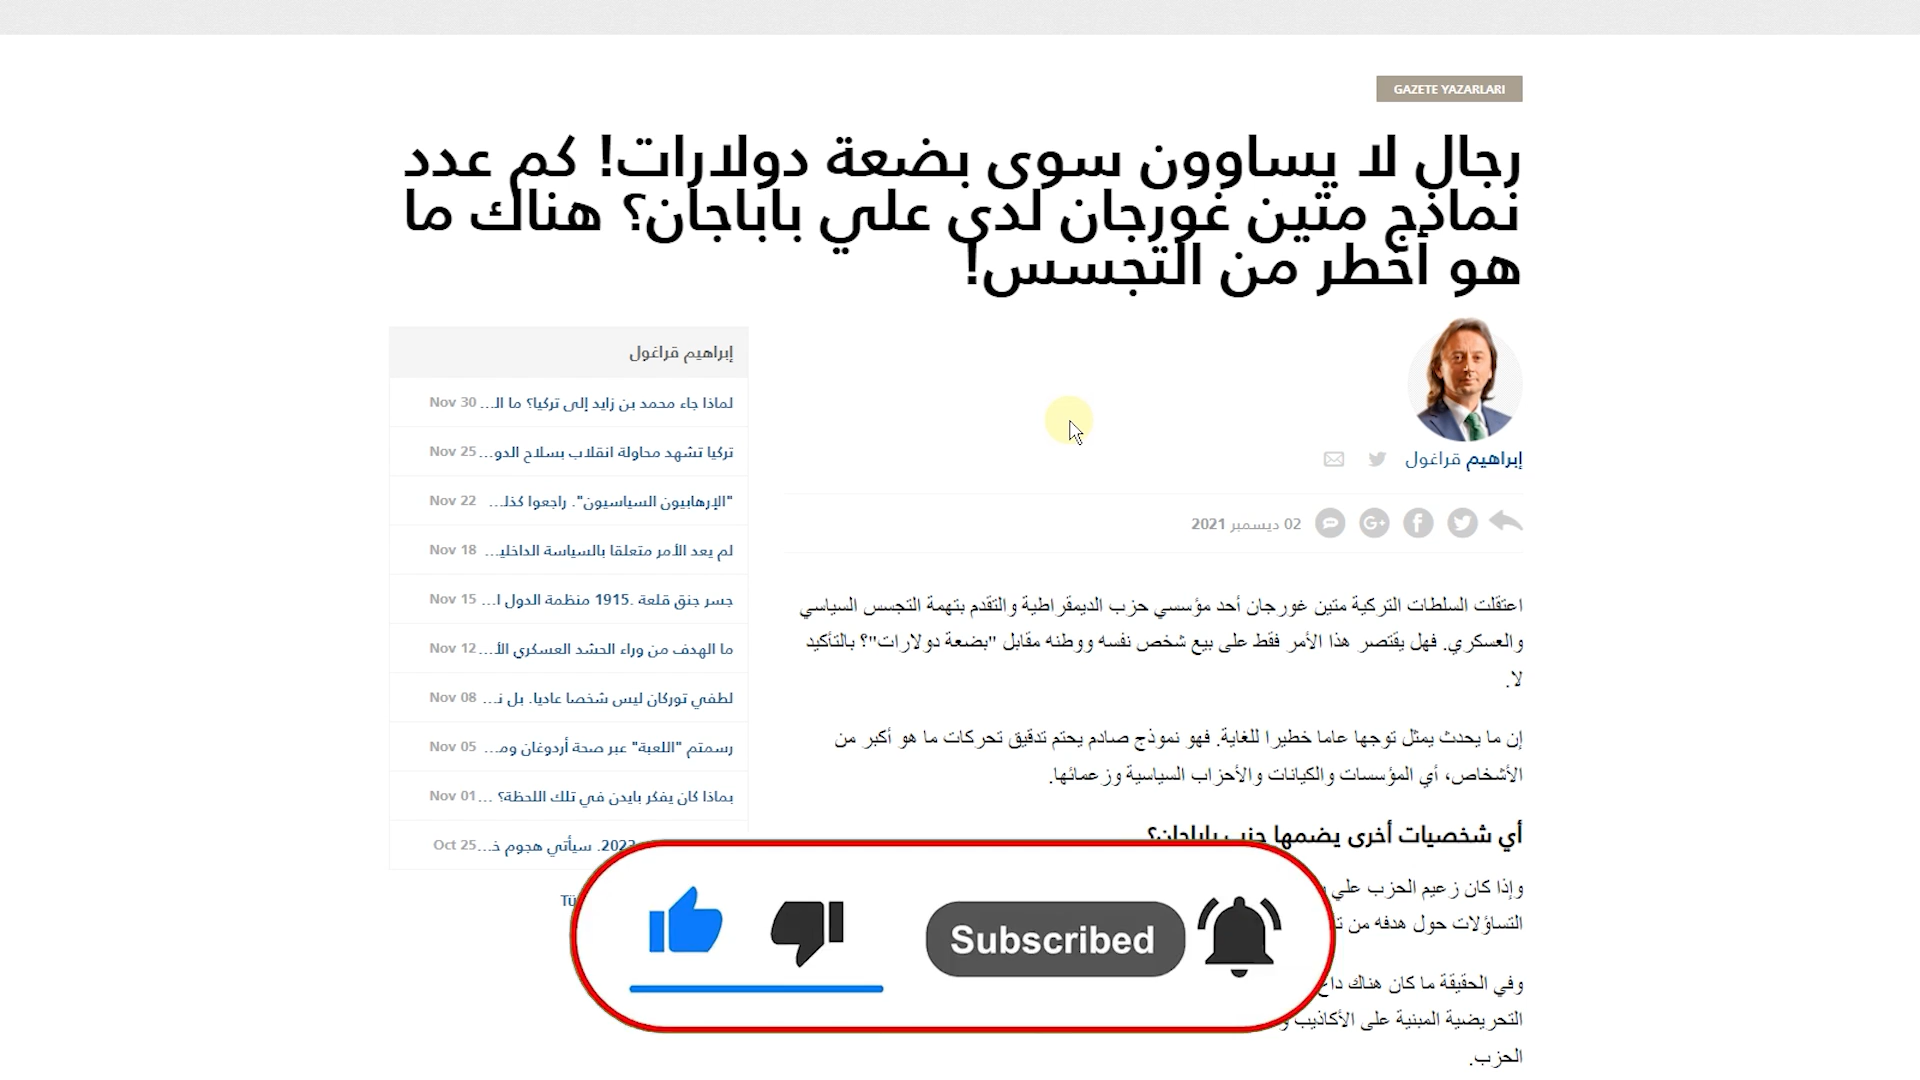 GAZETE YAZARLARI
رجال لا يساوون سوى بضعة دولارات! كم عدد
نماذج متين غورجان لدى علي باباجان؟ هناك ما
هو أخطر من التجسس!
إبراهيم قراغول
02 ديسمبر 2021
اعتقلت السلطات التركية متين غورجان أحد مؤسسي حزب الديمقراطية والتقدم بتهمة التجسس السياسي
والعسكري. فهل يقتصر هذا الأمر فقط على بيع شخص نفسه ووطنه مقابل "بضعة دولارات"؟ بالتأكيد
لا.
إن ما يحدث يمثل توجها عاما خطيرا للغاية. فهو نموذج صادم يحتم تدقيق تحركات ما هو أكبر من
الأشخاص، أي المؤسسات والكيانات والأحزاب السياسية وزعمائها.
أي شخصيات أخرى يضمها حزب باباجان؟
وإذا كان زعيم الحزب علي
التساؤلات حول هدفه من
وفي الحقيقة ما كان هناك
التحريضية المبنية على الأكاذيب
الحزب.
إبراهيم قراغول
لماذا جاء محمد بن زايد إلى تركيا؟ ما الـ... Nov 30
تركيا تشهد محاولة انقلاب بسلاح الدو... Nov 25
"الإرهابيون السياسيون". راجعوا كذلـ... Nov 22
لم يعد الأمر متعلقا بالسياسة الداخليـ... Nov 18
جسر جنق قلعة .1915 منظمة الدول ا... Nov 15
ما الهدف من وراء الحشد العسكري الأ... Nov 12
لطفي توركان ليس شخصا عاديا. بل نـ... Nov 08
رسمتم "اللعبة" عبر صحة أردوغان ومـ... Nov 05
بماذا كان يفكر بايدن في تلك اللحظة؟ ... Nov 01
2023. سيأتي هجوم خـ... Oct 25
Subscribed